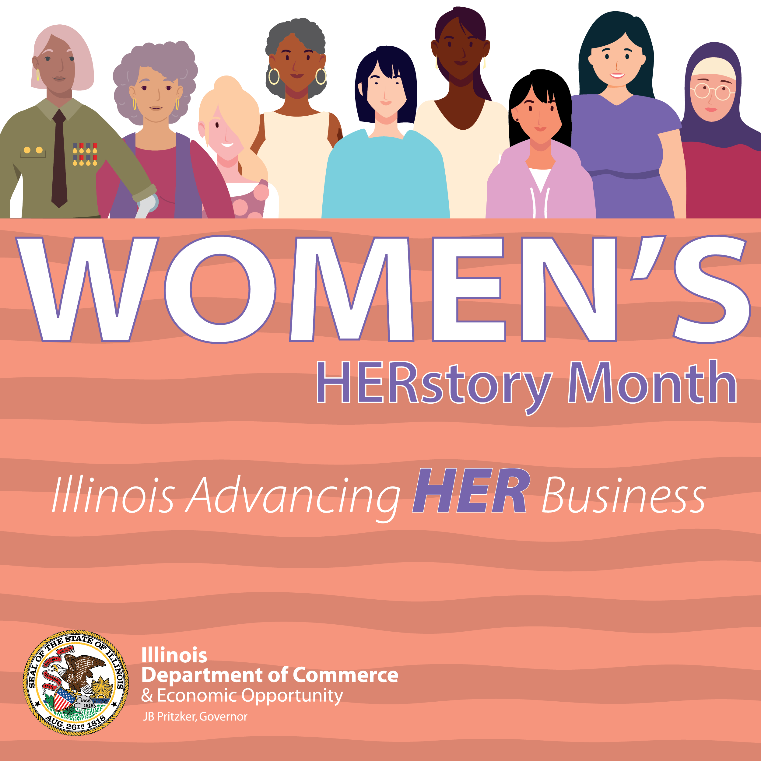 WOMEN'S
HERstory Month
Illinois Advancing HER Business
SEAL OF THE STATE OF ILLINOIS
AUG. 26TH 1818
Illinois
Department of Commerce
& Economic Opportunity
JB Pritzker, Governor